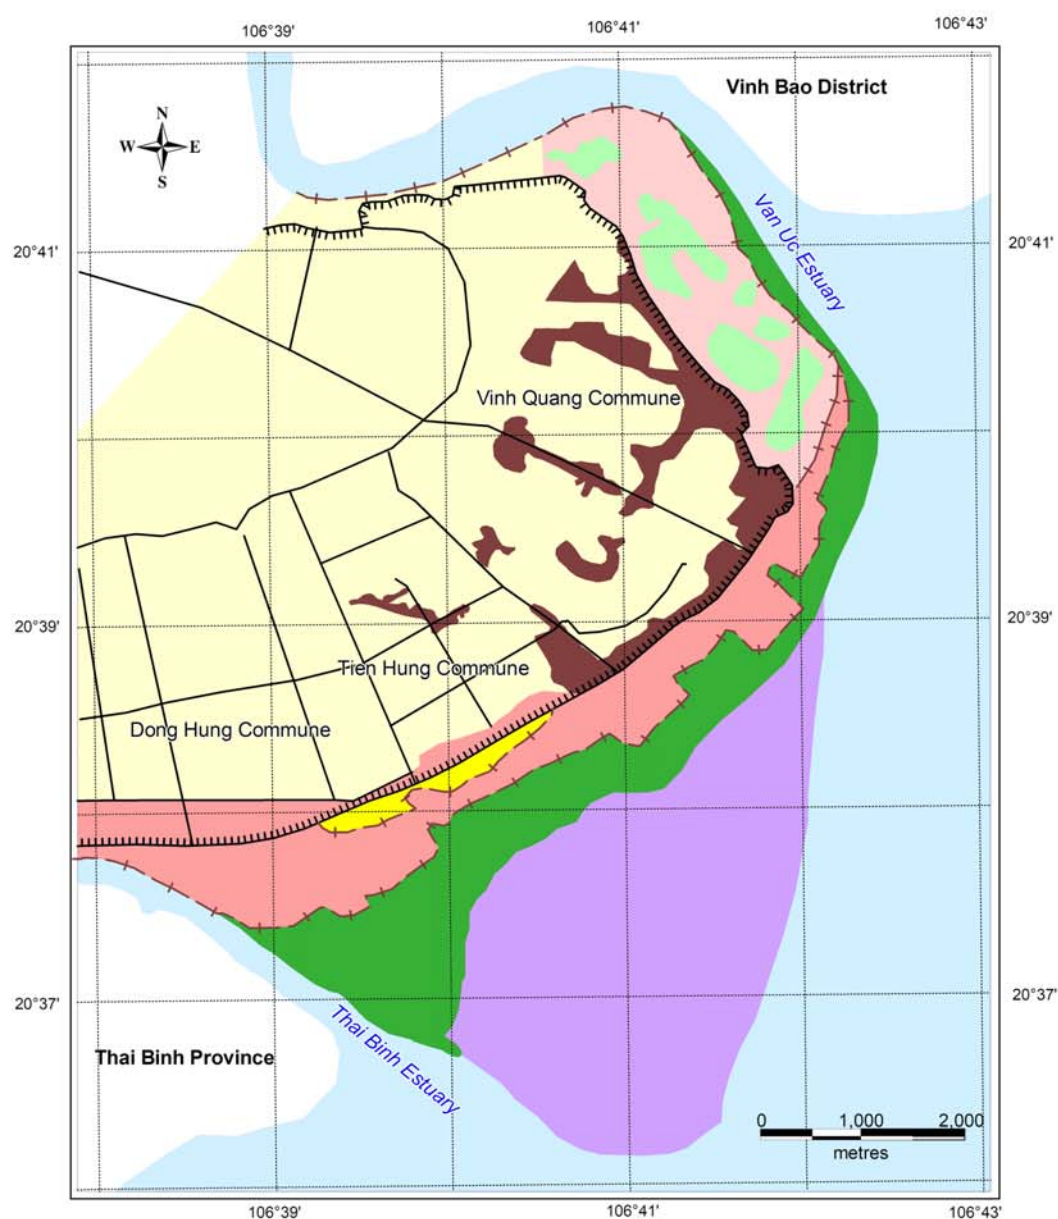 106°39'
106°41'
106°43'
Vinh Bao District
N
W E
S
Van Uc Estuary
20°41'
20°41'
Vinh Quang Commune
20°39'
20°39'
Tien Hung Commune
Dong Hung Commune
20°37'
20°37'
Thai Binh Estuary
Thai Binh Province
0 1,000 2,000
metres
106°39'
106°41'
106°43'